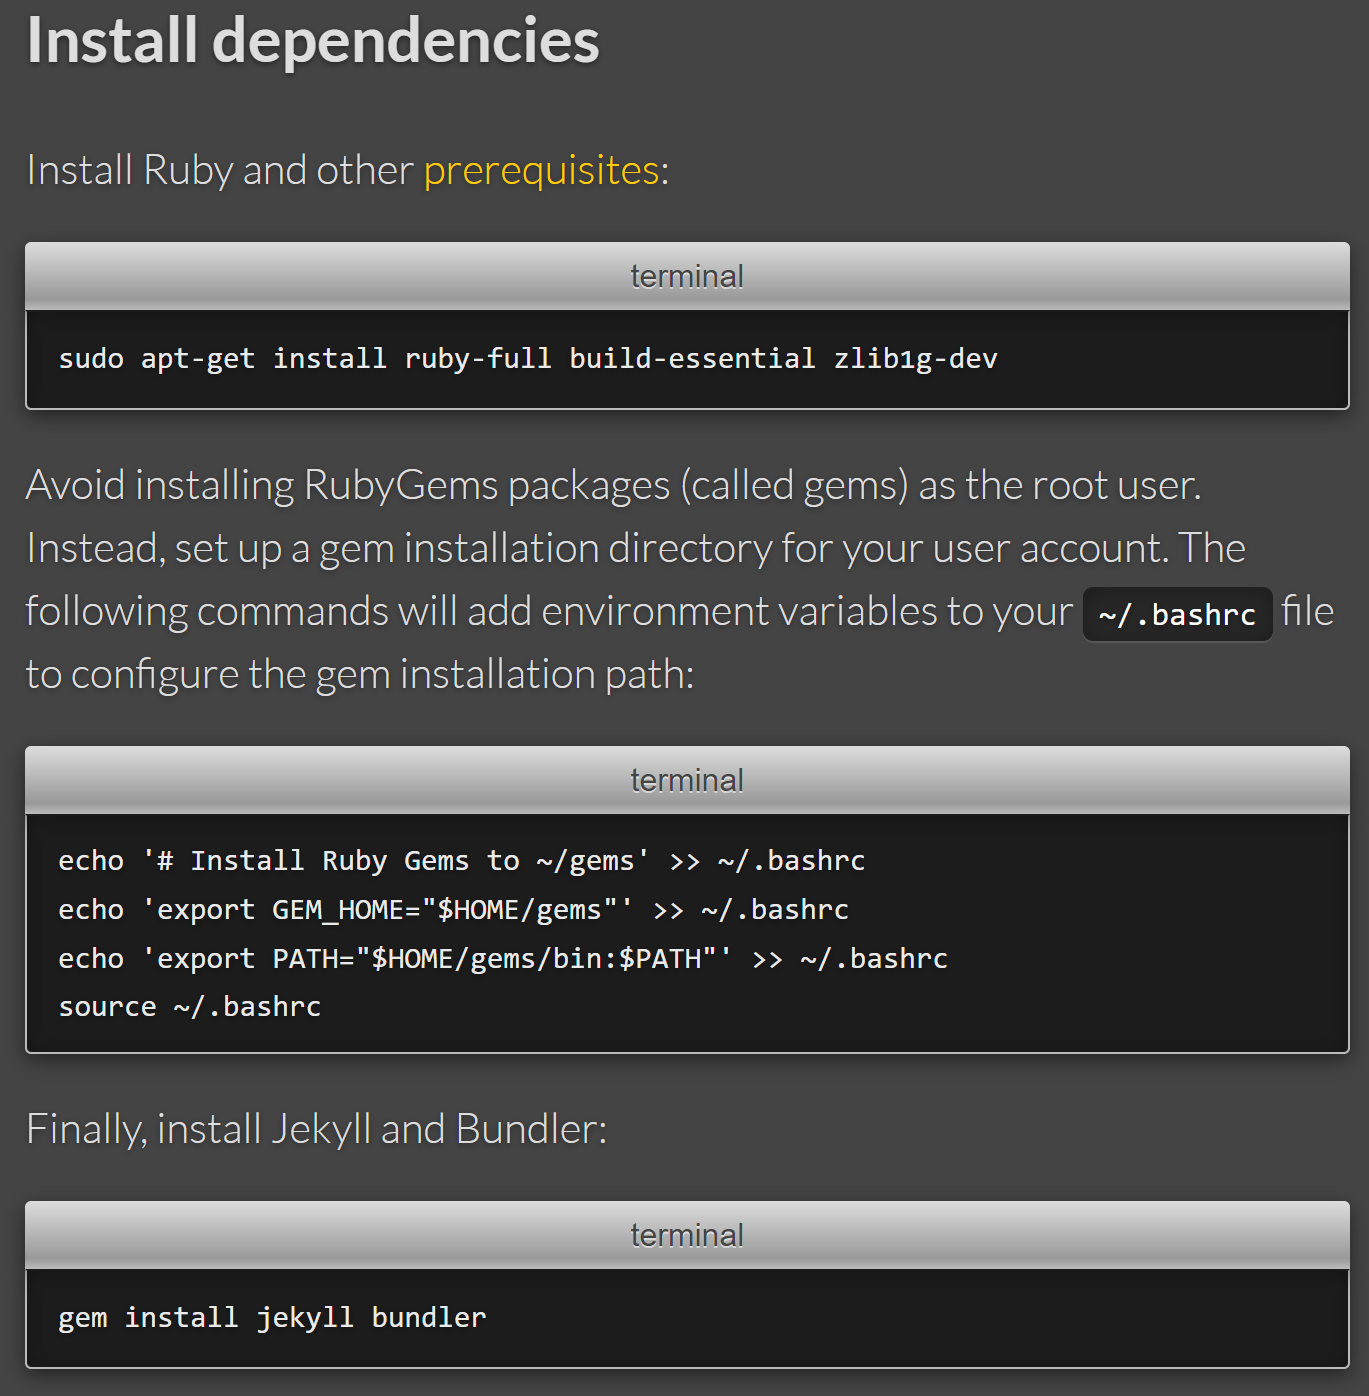 Install dependencies
Install Ruby and other prerequisites:
terminal
sudo apt-get install ruby-full build-essential zlib1g-dev
Avoid installing RubyGems packages (called gems) as the root user.
Instead, set up a gem installation directory for your user account. The
following commands will add environment variables to your ~/.bashrc file
to configure the gem installation path:
terminal
echo '# Install Ruby Gems to ~/gems' >> ~/.bashrc
echo 'export GEM_HOME="$HOME/gems"' >> ~/.bashrc
echo 'export PATH="$HOME/gems/bin:$PATH"' >> ~/.bashrc
source ~/.bashrc
Finally, install Jekyll and Bundler:
terminal
gem install jekyll bundler